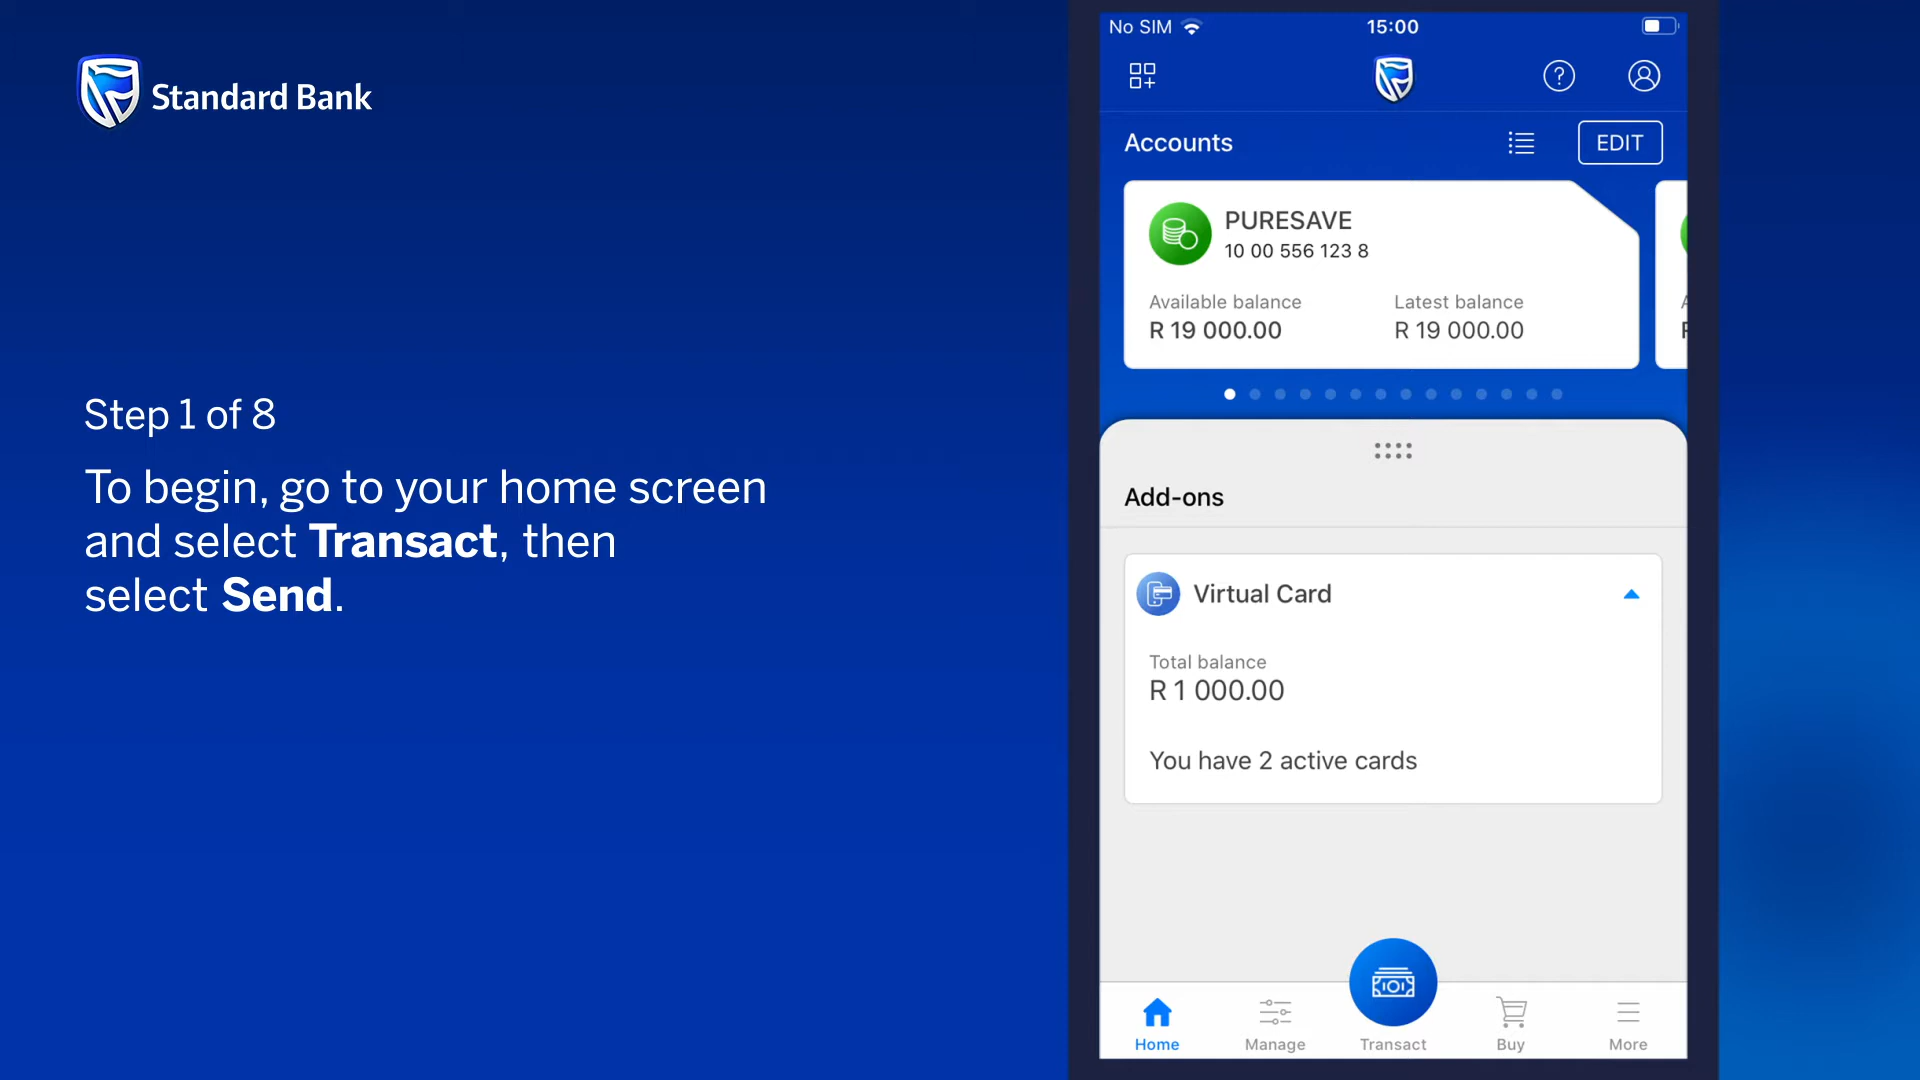 Standard Bank
Step 1 of 8
To begin, go to your home screen
and select Transact, then
select Send.
No SIM 15:00
Accounts EDIT
PURESAVE
10 00 556 123 8
Available balance Latest balance
R 19 000.00 R 19 000.00
Add-ons
Virtual Card
Total balance
R 1 000.00
You have 2 active cards
Home Manage Transact Buy More